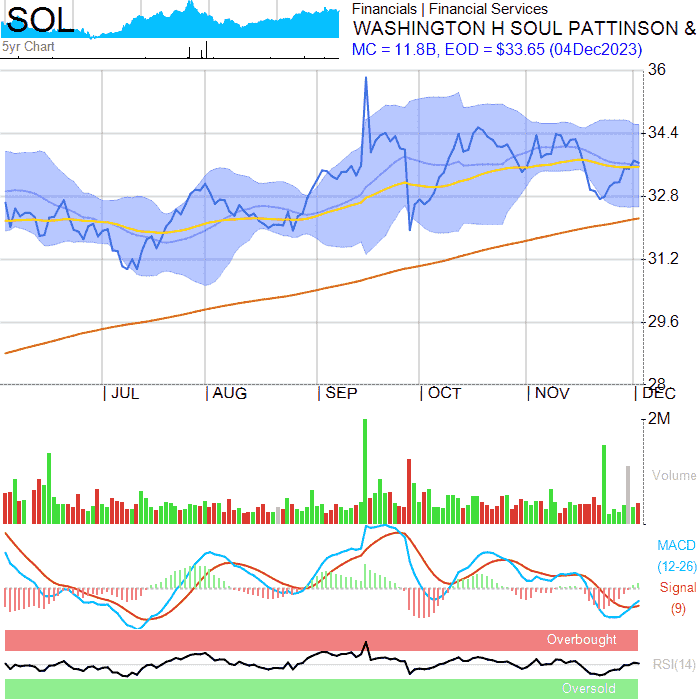 SOL
5yr Chart
Financials | Financial Services
WASHINGTON H SOUL PATTINSON &
MC = 11.8B, EOD = $33.65 (04Dec2023)
36
34.4
32.8
31.2
29.6
28
| JUL | AUG | SEP | OCT | NOV | DEC
2M
Volume
MACD
(12-26)
Signal
(9)
Overbought
RSI(14)
Oversold